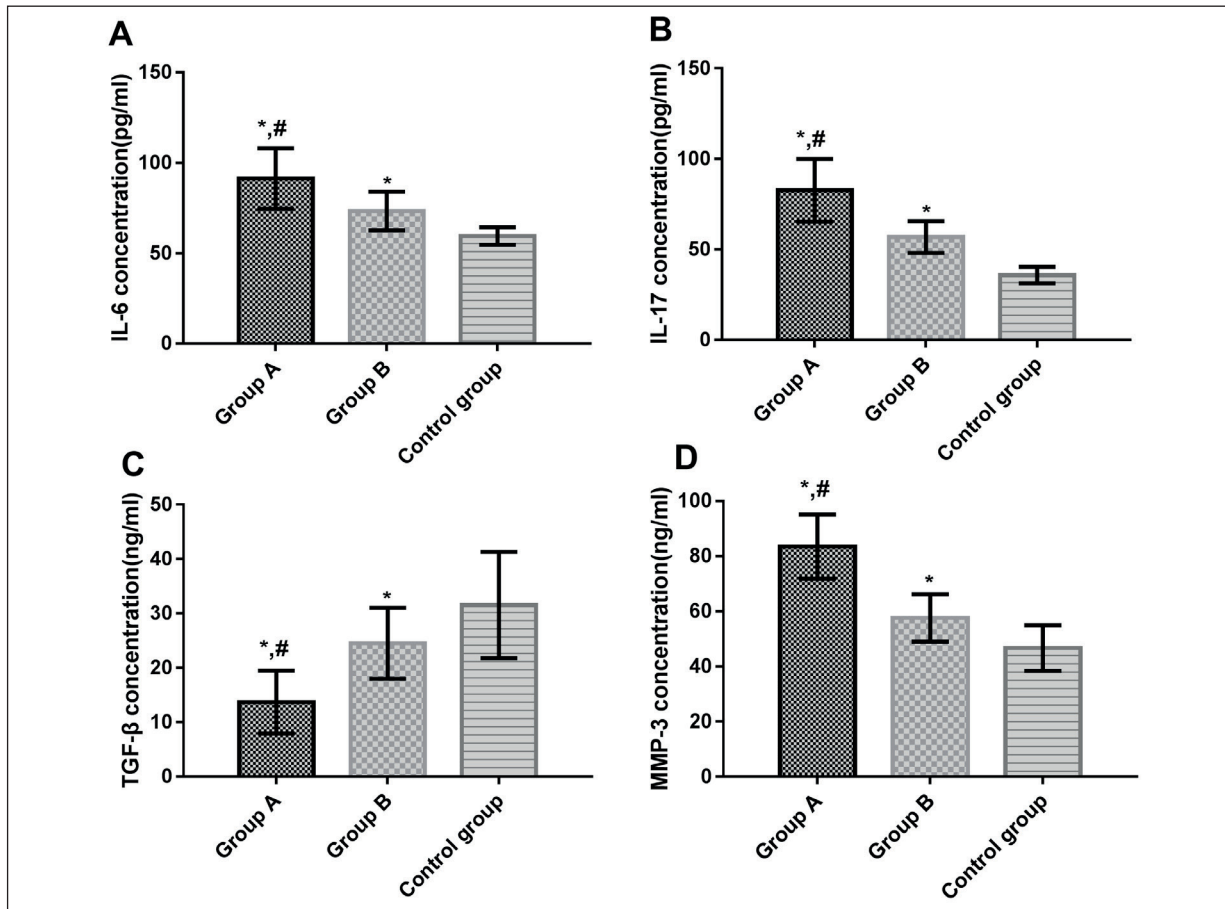 A
IL-6 concentration(pg/ml)
150
100
50
0
*,#
*
Group A
Group B
Control group
B
IL-17 concentration(pg/ml)
150
100
50
0
*,#
*
Group A
Group B
Control group
C
TGF-β concentration(ng/ml)
50
40
30
20
10
0
*,#
*
Group A
Group B
Control group
D
MMP-3 concentration(ng/ml)
100
80
60
40
20
0
*,#
*
Group A
Group B
Control group